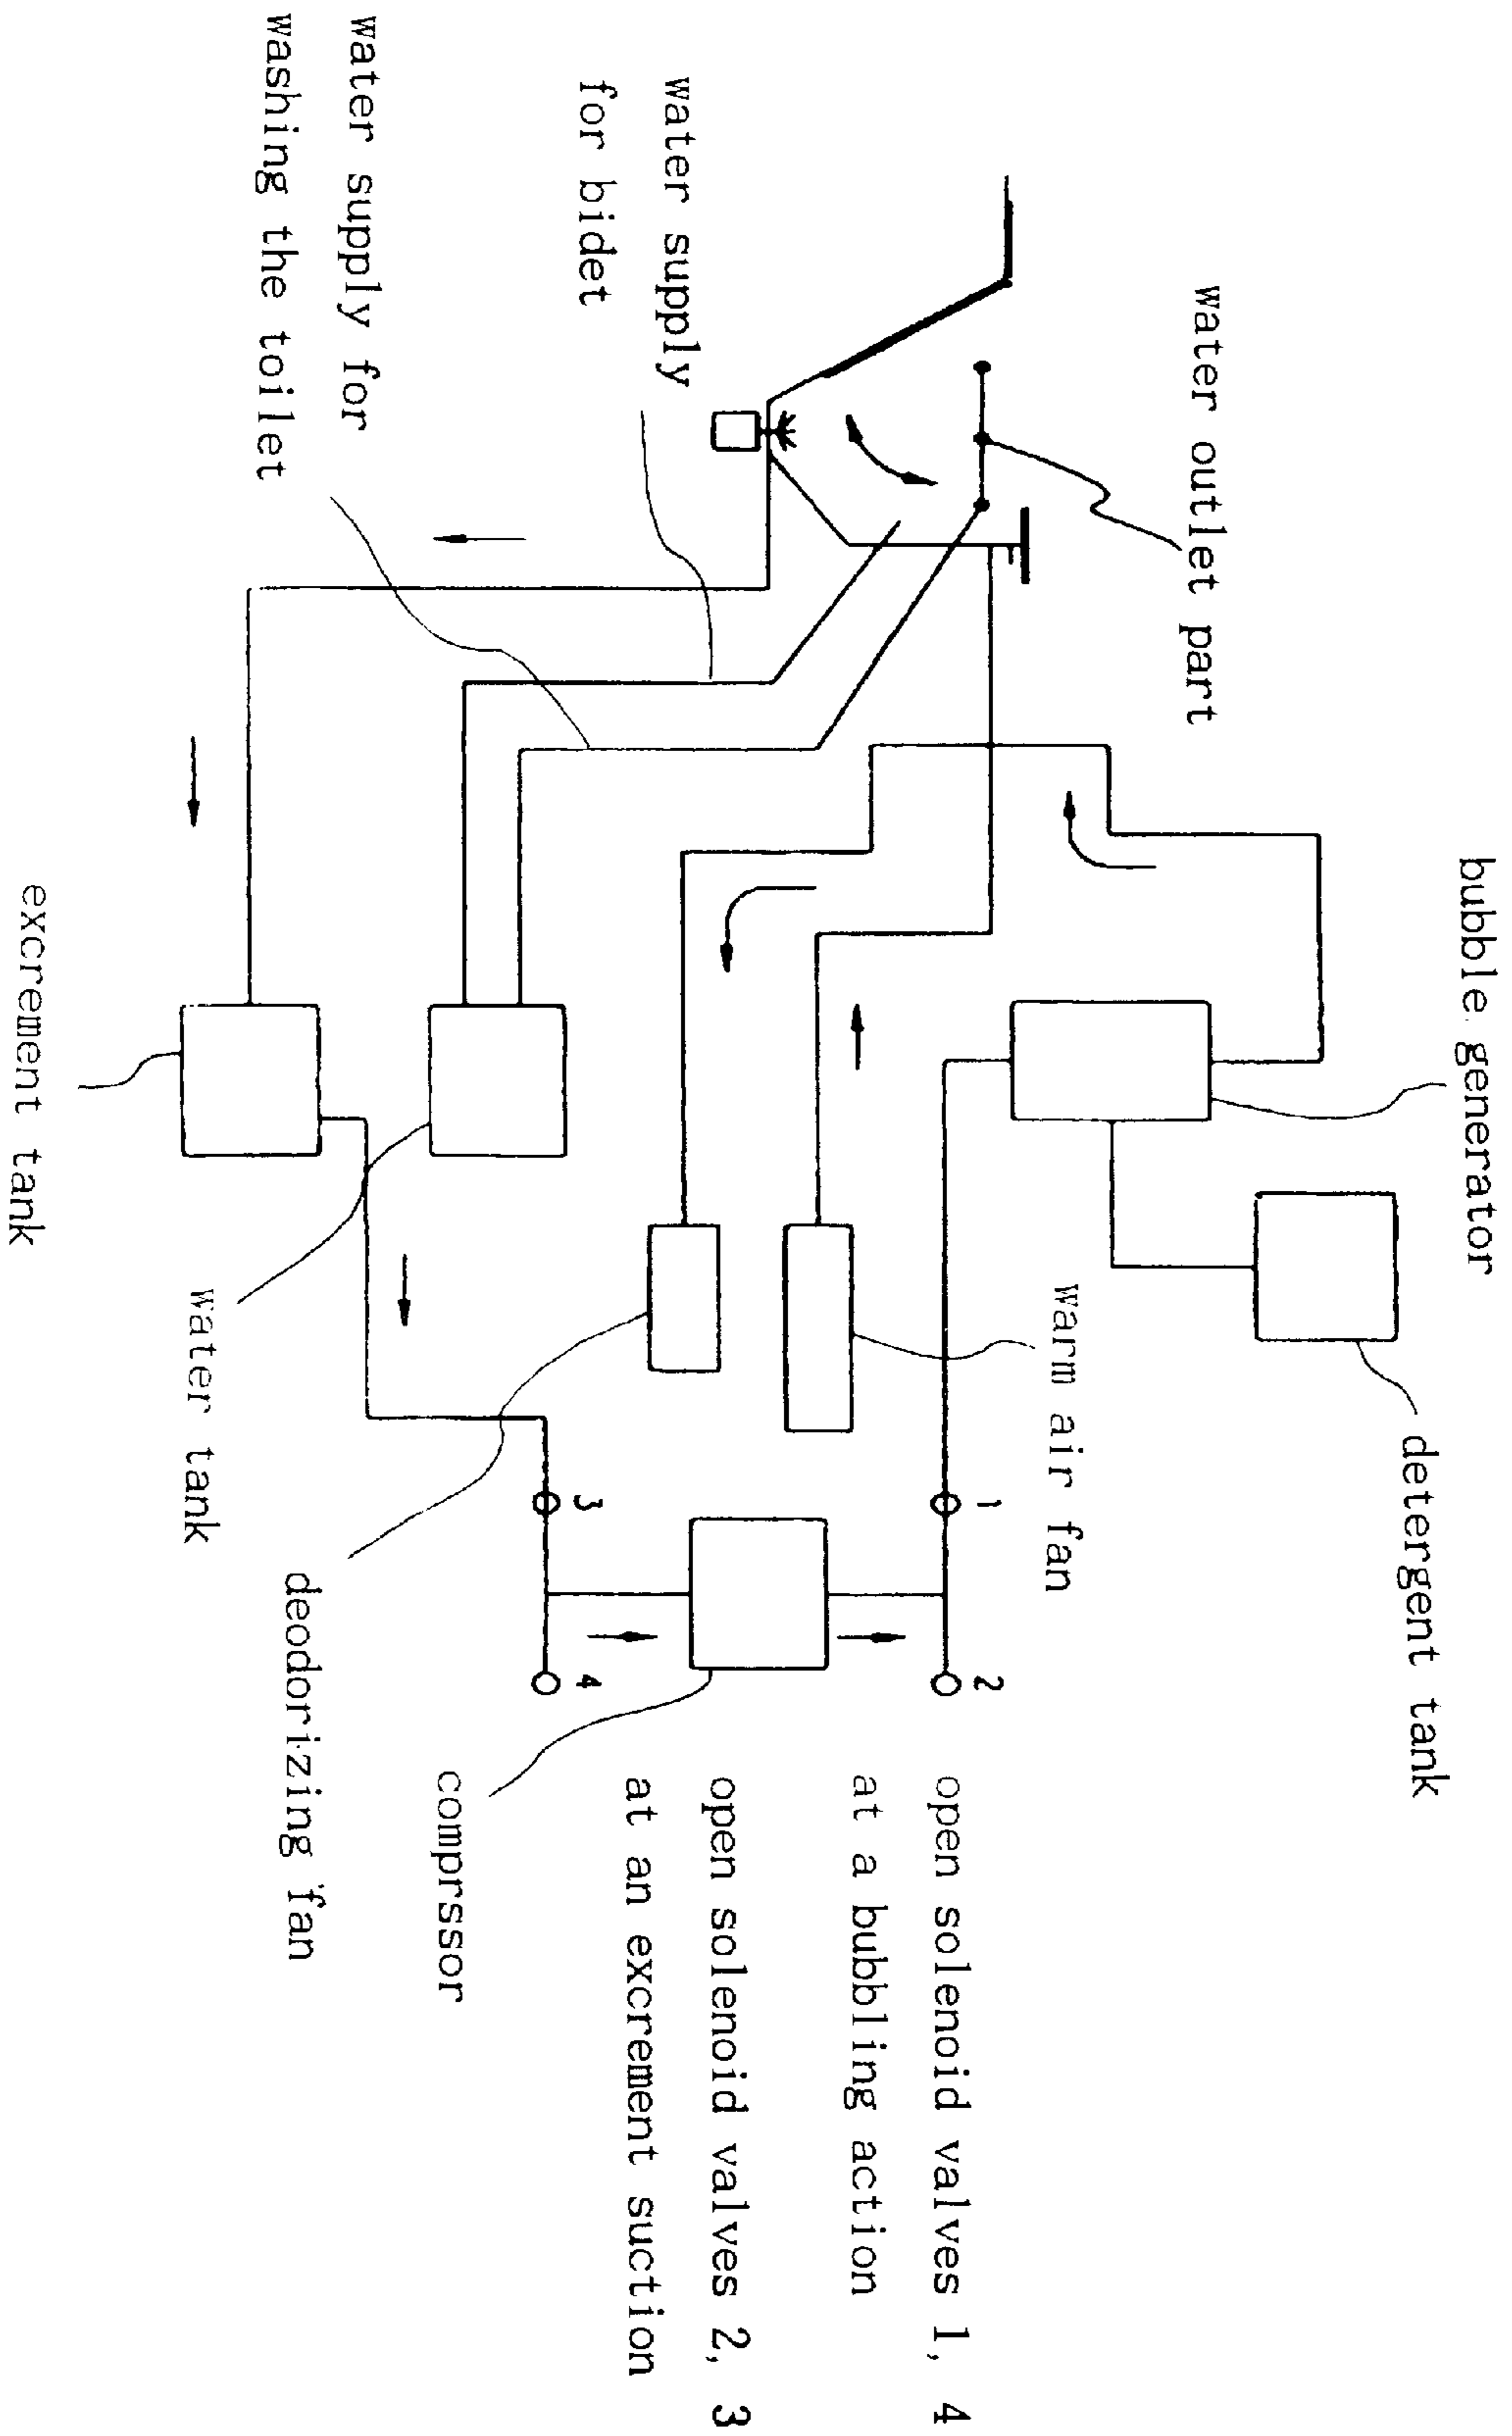 bubble generator
detergent tank
water outlet part
warm air fan
1
2
open solenoid valves 1, 4
at a bubbling action
water supply
for bidet
open solenoid valves 2, 3
at an excrement suction
3
4
comprssor
water supply for
washing the toilet
deodorizing fan
water tank
excrement tank